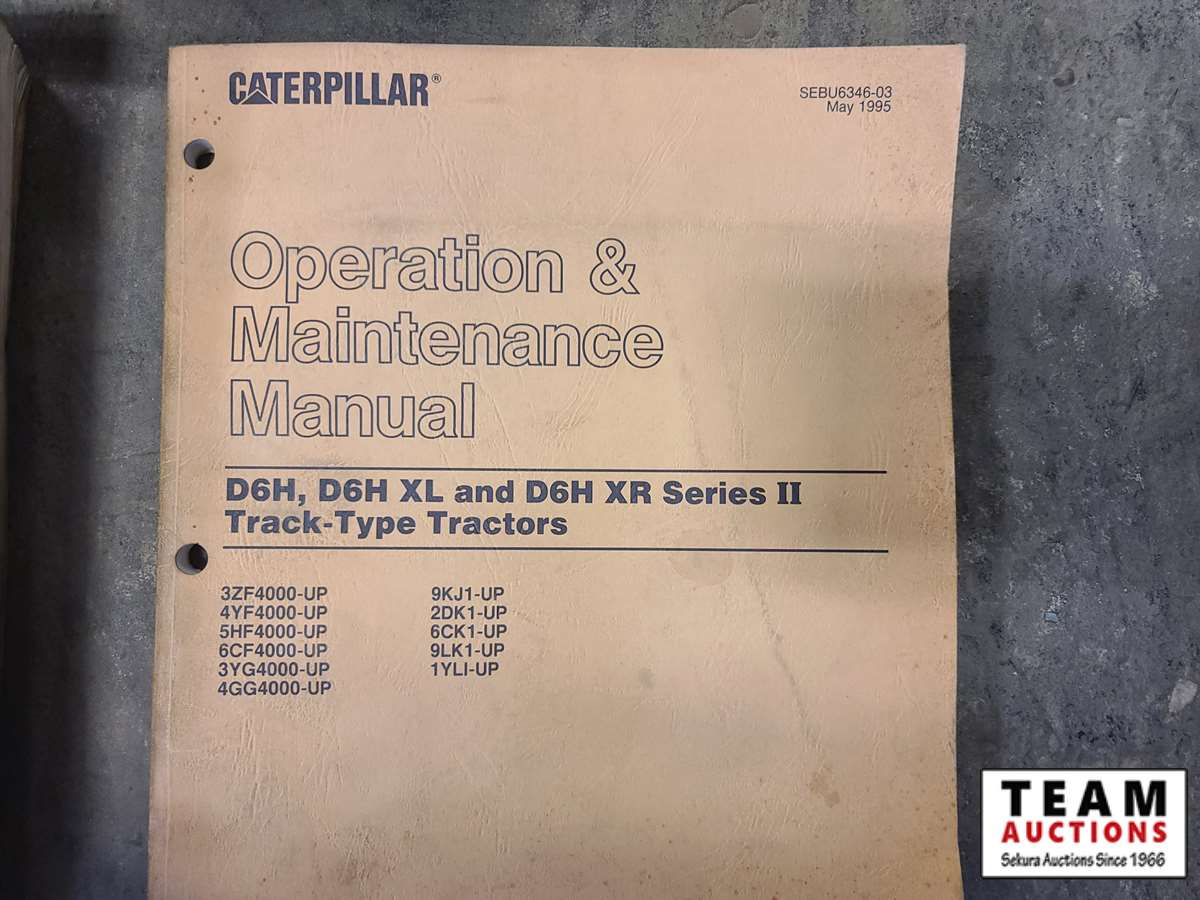 CATERPILLAR®
SEBU6346-03
May 1995
Operation &
Maintenance
Manual
D6H, D6H XL and D6H XR Series II
Track-Type Tractors
3ZF4000-UP
4YF4000-UP
5HF4000-UP
6CF4000-UP
3YG4000-UP
4GG4000-UP
9KJ1-UP
2DK1-UP
6CK1-UP
9LK1-UP
1YLI-UP
TEAM
AUCTIONS
Sekura Auctions Since 1966